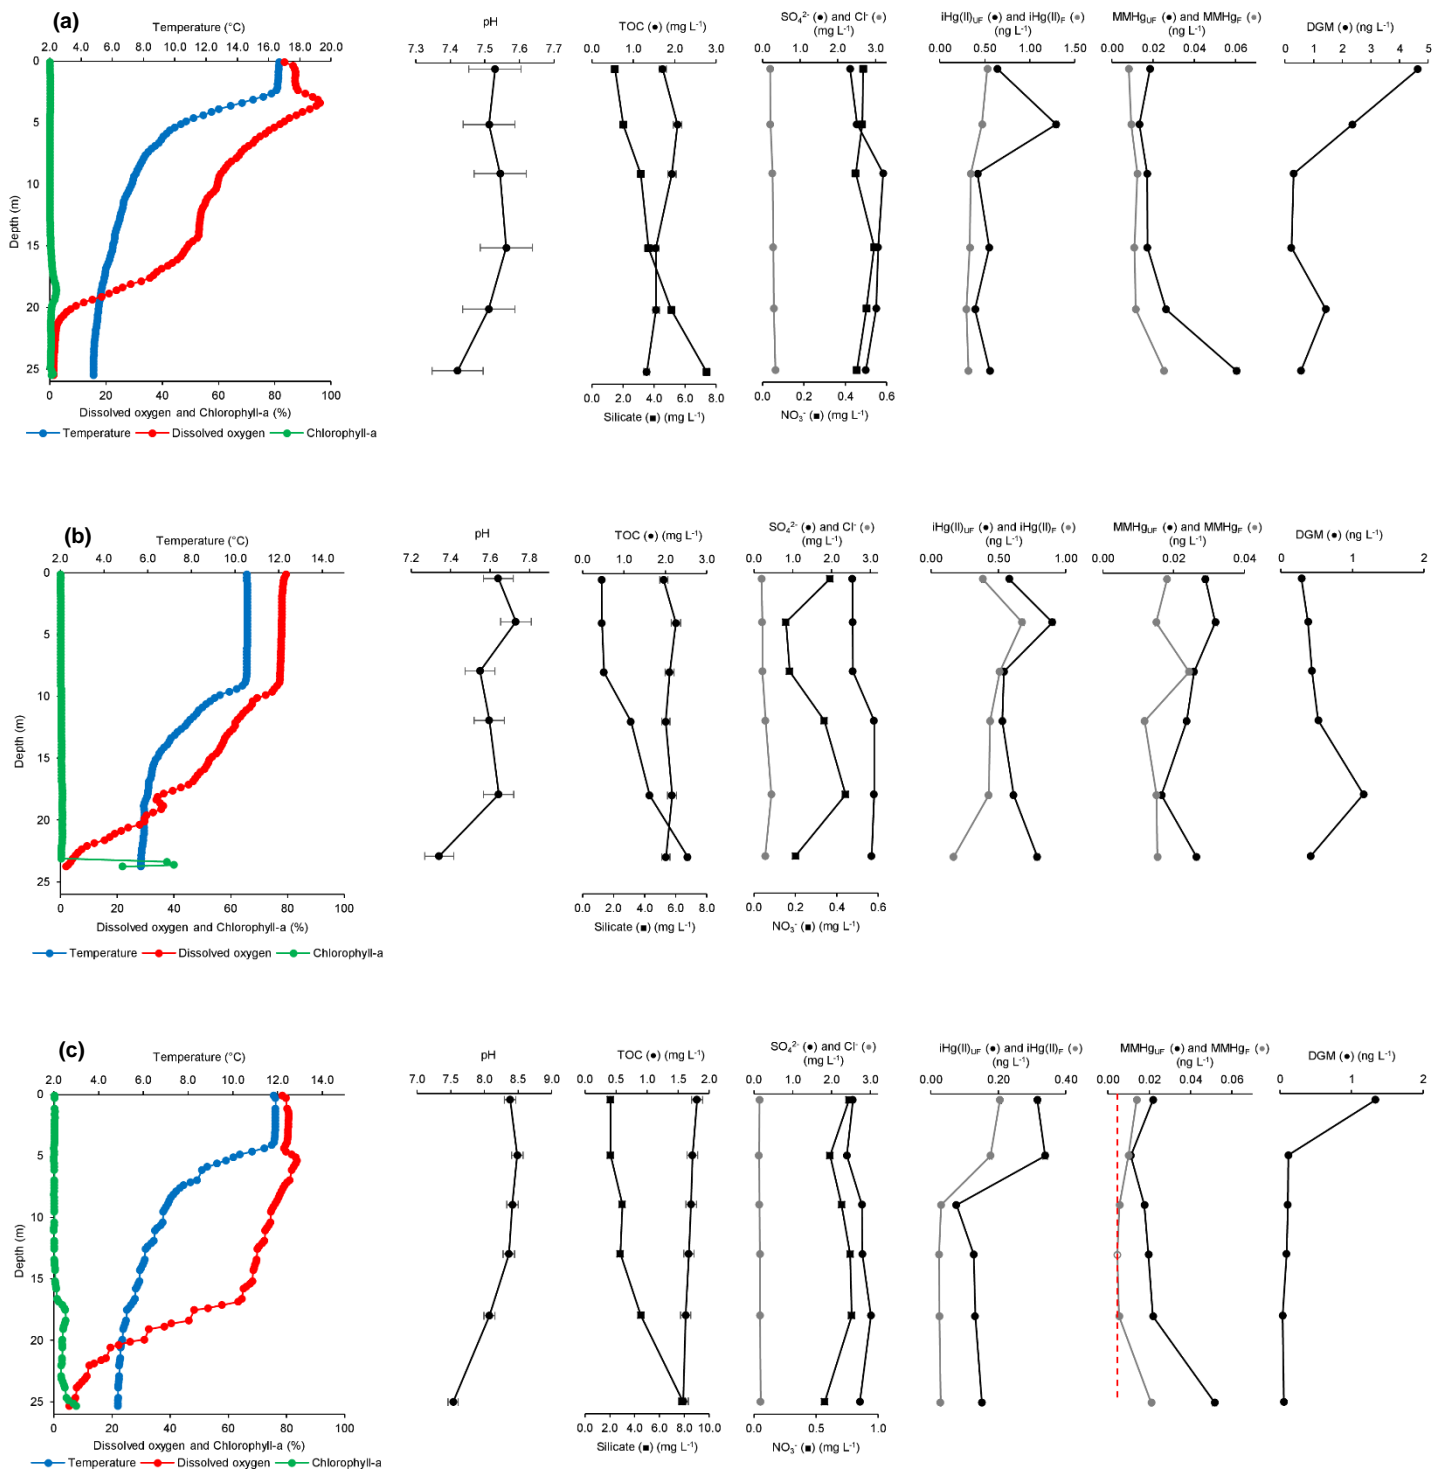 (a)
Temperature (°C)
2.0 4.0 6.0 8.0 10.0 12.0 14.0 16.0 18.0 20.0
0
5
10
15
20
25
Depth (m)
0 20 40 60 80 100
Dissolved oxygen and Chlorophyll-a (%)
Temperature Dissolved oxygen Chlorophyll-a
pH
7.3 7.4 7.5 7.6 7.7
TOC (●) (mg L⁻¹)
0.0 1.0 2.0 3.0
0.0 2.0 4.0 6.0 8.0
Silicate (■) (mg L⁻¹)
SO₄²⁻ (●) and Cl⁻ (●)
(mg L⁻¹)
0.0 1.0 2.0 3.0
0.0 0.2 0.4 0.6
NO₃⁻ (■) (mg L⁻¹)
iHg(II)UF (●) and iHg(II)F (●)
(ng L⁻¹)
0.00 0.50 1.00 1.50
MMHgUF (●) and MMHgF (●)
(ng L⁻¹)
0.00 0.02 0.04 0.06
DGM (●) (ng L⁻¹)
0 1 2 3 4 5
(b)
Temperature (°C)
2.0 4.0 6.0 8.0 10.0 12.0 14.0
0
5
10
15
20
25
Depth (m)
0 20 40 60 80 100
Dissolved oxygen and Chlorophyll-a (%)
Temperature Dissolved oxygen Chlorophyll-a
pH
7.2 7.4 7.6 7.8
TOC (●) (mg L⁻¹)
0.0 1.0 2.0 3.0
0.0 2.0 4.0 6.0 8.0
Silicate (■) (mg L⁻¹)
SO₄²⁻ (●) and Cl⁻ (●)
(mg L⁻¹)
0.0 1.0 2.0 3.0
0.0 0.2 0.4 0.6
NO₃⁻ (■) (mg L⁻¹)
iHg(II)UF (●) and iHg(II)F (●)
(ng L⁻¹)
0.00 0.50 1.00
MMHgUF (●) and MMHgF (●)
(ng L⁻¹)
0.00 0.02 0.04
DGM (●) (ng L⁻¹)
0 1 2
(c)
Temperature (°C)
2.0 4.0 6.0 8.0 10.0 12.0 14.0
0
5
10
15
20
25
Depth (m)
0 20 40 60 80 100
Dissolved oxygen and Chlorophyll-a (%)
Temperature Dissolved oxygen Chlorophyll-a
pH
7.0 7.5 8.0 8.5 9.0
TOC (●) (mg L⁻¹)
0.0 0.5 1.0 1.5 2.0
0.0 2.0 4.0 6.0 8.0 10.0
Silicate (■) (mg L⁻¹)
SO₄²⁻ (●) and Cl⁻ (●)
(mg L⁻¹)
0.0 1.0 2.0 3.0
0.0 0.5 1.0
NO₃⁻ (■) (mg L⁻¹)
iHg(II)UF (●) and iHg(II)F (●)
(ng L⁻¹)
0.00 0.20 0.40
MMHgUF (●) and MMHgF (●)
(ng L⁻¹)
0.00 0.02 0.04 0.06
DGM (●) (ng L⁻¹)
0 1 2